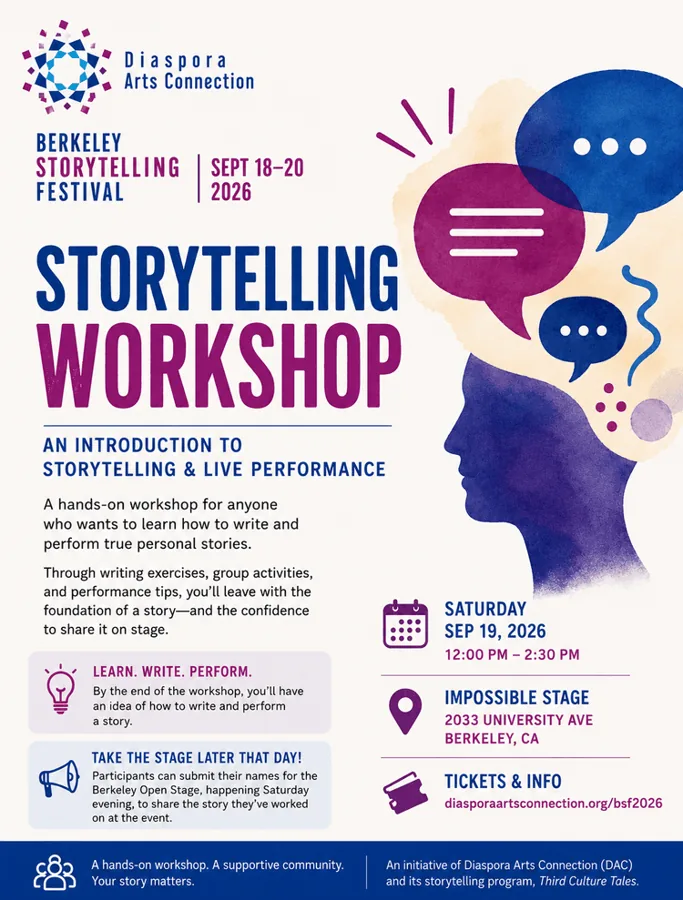 Diaspora
Arts Connection
BERKELEY
STORYTELLING
FESTIVAL
SEPT 18–20
2026
STORYTELLING
WORKSHOP
AN INTRODUCTION TO
STORYTELLING & LIVE PERFORMANCE
A hands-on workshop for anyone
who wants to learn how to write and
perform true personal stories.
Through writing exercises, group activities,
and performance tips, you'll leave with the
foundation of a story—and the confidence
to share it on stage.
LEARN. WRITE. PERFORM.
By the end of the workshop, you'll have
an idea of how to write and perform
a story.
TAKE THE STAGE LATER THAT DAY!
Participants can submit their names for the
Berkeley Open Stage, happening Saturday
evening, to share the story they've worked
on at the event.
SATURDAY
SEP 19, 2026
12:00 PM – 2:30 PM
IMPOSSIBLE STAGE
2033 UNIVERSITY AVE
BERKELEY, CA
TICKETS & INFO
diasporaartsconnection.org/bsf2026
A hands-on workshop. A supportive community.
Your story matters.
An initiative of Diaspora Arts Connection (DAC)
and its storytelling program, Third Culture Tales.